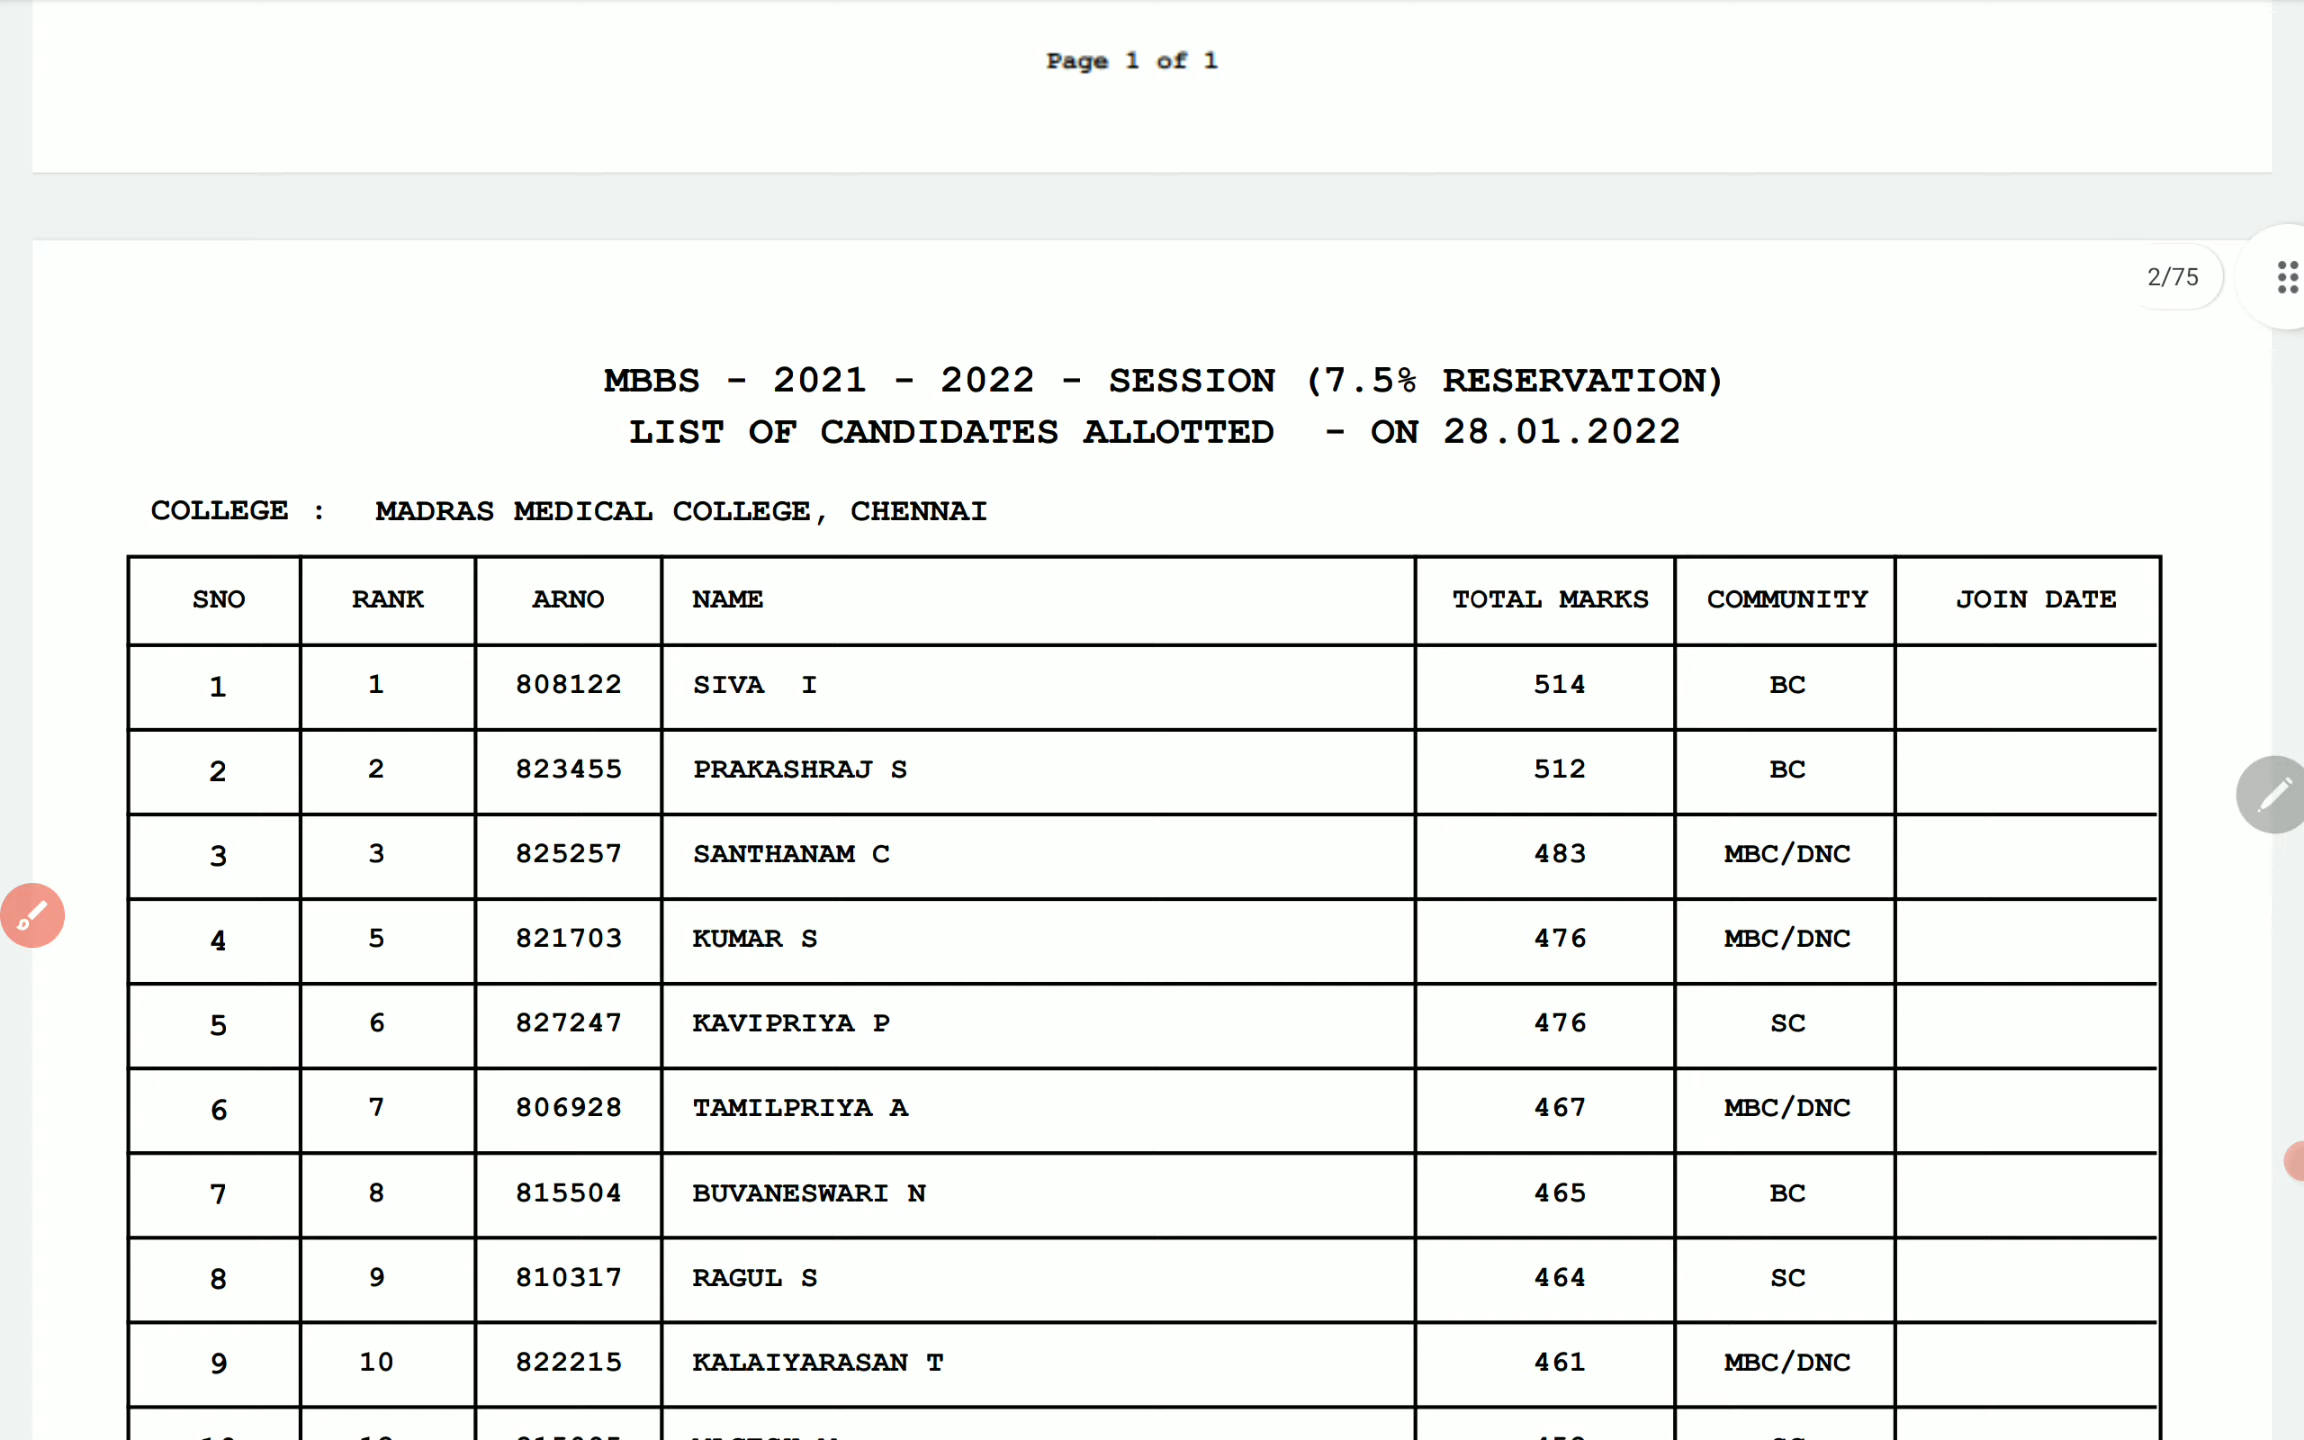 Page 1 of 1
2/75
MBBS - 2021 - 2022 - SESSION (7.5% RESERVATION)
LIST OF CANDIDATES ALLOTTED - ON 28.01.2022
COLLEGE : MADRAS MEDICAL COLLEGE, CHENNAI
SNO RANK ARNO NAME TOTAL MARKS COMMUNITY JOIN DATE
1 1 808122 SIVA I 514 BC
2 2 823455 PRAKASHRAJ S 512 BC
3 3 825257 SANTHANAM C 483 MBC/DNC
4 5 821703 KUMAR S 476 MBC/DNC
5 6 827247 KAVIPRIYA P 476 SC
6 7 806928 TAMILPRIYA A 467 MBC/DNC
7 8 815504 BUVANESWARI N 465 BC
8 9 810317 RAGUL S 464 SC
9 10 822215 KALAIYARASAN T 461 MBC/DNC